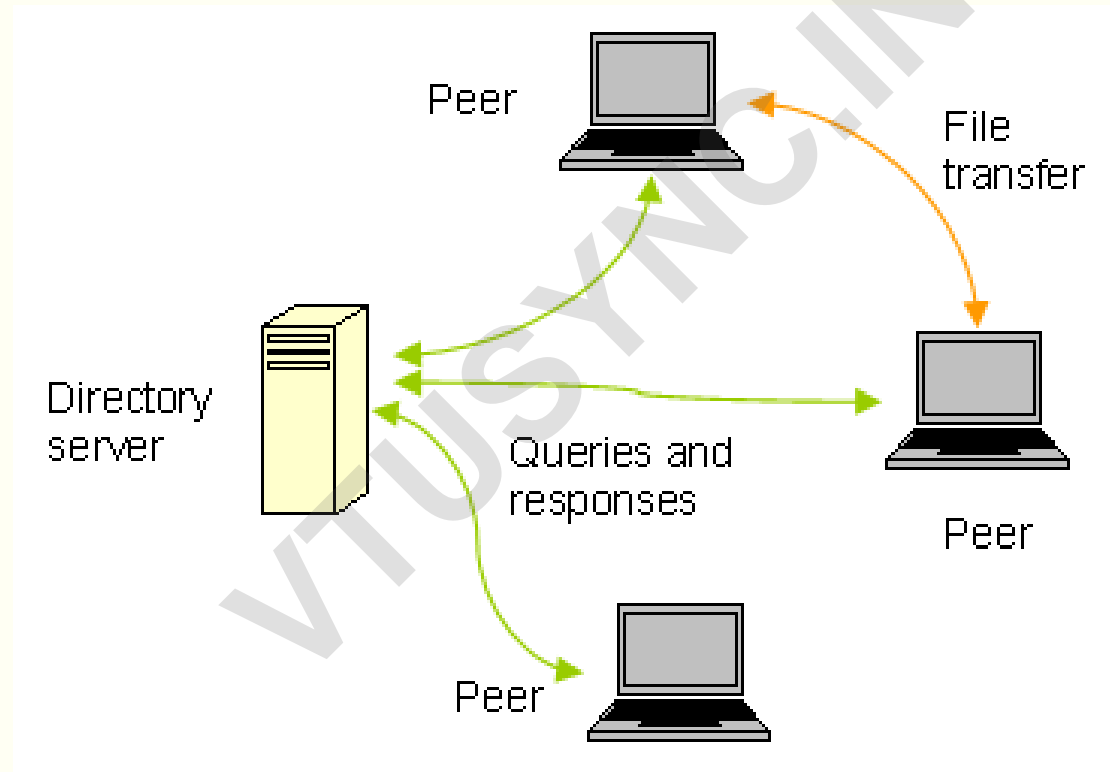 Peer
File
transfer
Directory
server
Queries and
responses
Peer
Peer
VTUSYNC.IN